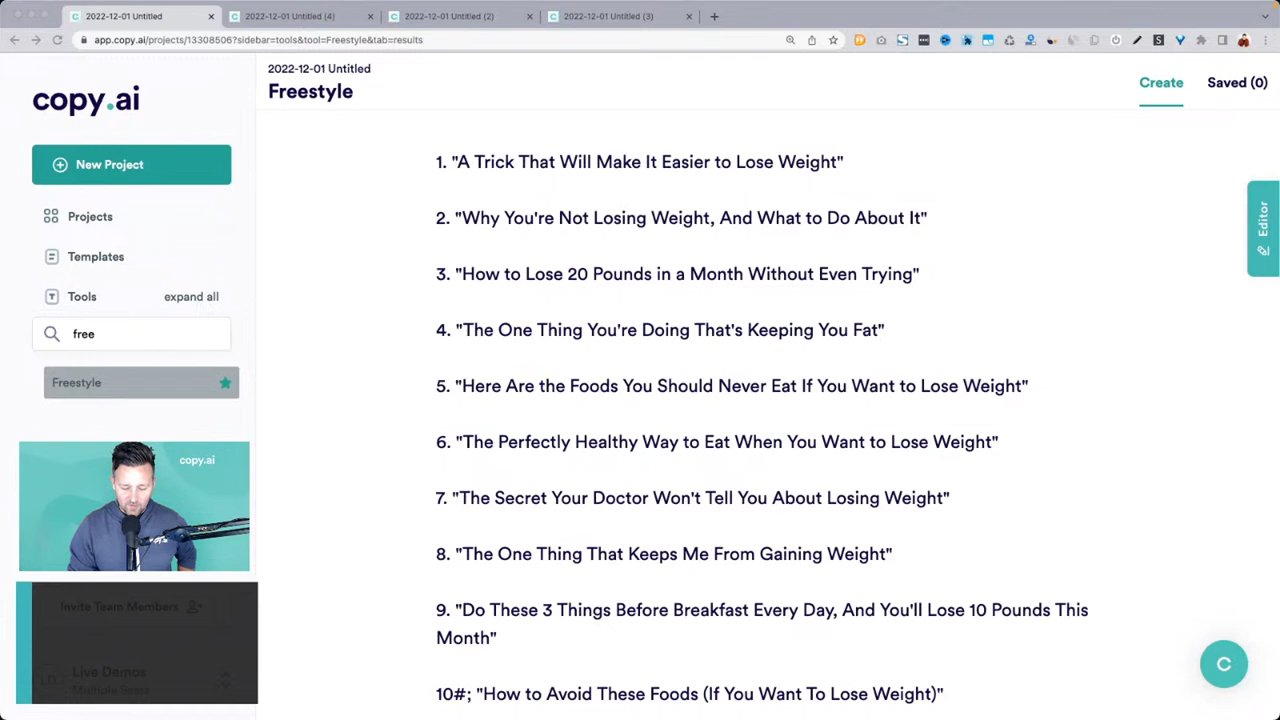 2022-12-01 Untitled
2022-12-01 Untitled (4)
2022-12-01 Untitled (2)
2022-12-01 Untitled (3)
app.copy.ai/projects/13308506?sidebar=tools&tool=Freestyle&tab=results
copy.ai
New Project
Projects
Templates
Tools
expand all
free
Freestyle
copy.ai
Invite Team Members
Live Demos
2022-12-01 Untitled
Freestyle
Create
Saved (0)
1. "A Trick That Will Make It Easier to Lose Weight"
2. "Why You're Not Losing Weight, And What to Do About It"
3. "How to Lose 20 Pounds in a Month Without Even Trying"
4. "The One Thing You're Doing That's Keeping You Fat"
5. "Here Are the Foods You Should Never Eat If You Want to Lose Weight"
6. "The Perfectly Healthy Way to Eat When You Want to Lose Weight"
7. "The Secret Your Doctor Won't Tell You About Losing Weight"
8. "The One Thing That Keeps Me From Gaining Weight"
9. "Do These 3 Things Before Breakfast Every Day, And You'll Lose 10 Pounds This
Month"
10#; "How to Avoid These Foods (If You Want To Lose Weight)"
Editor
C